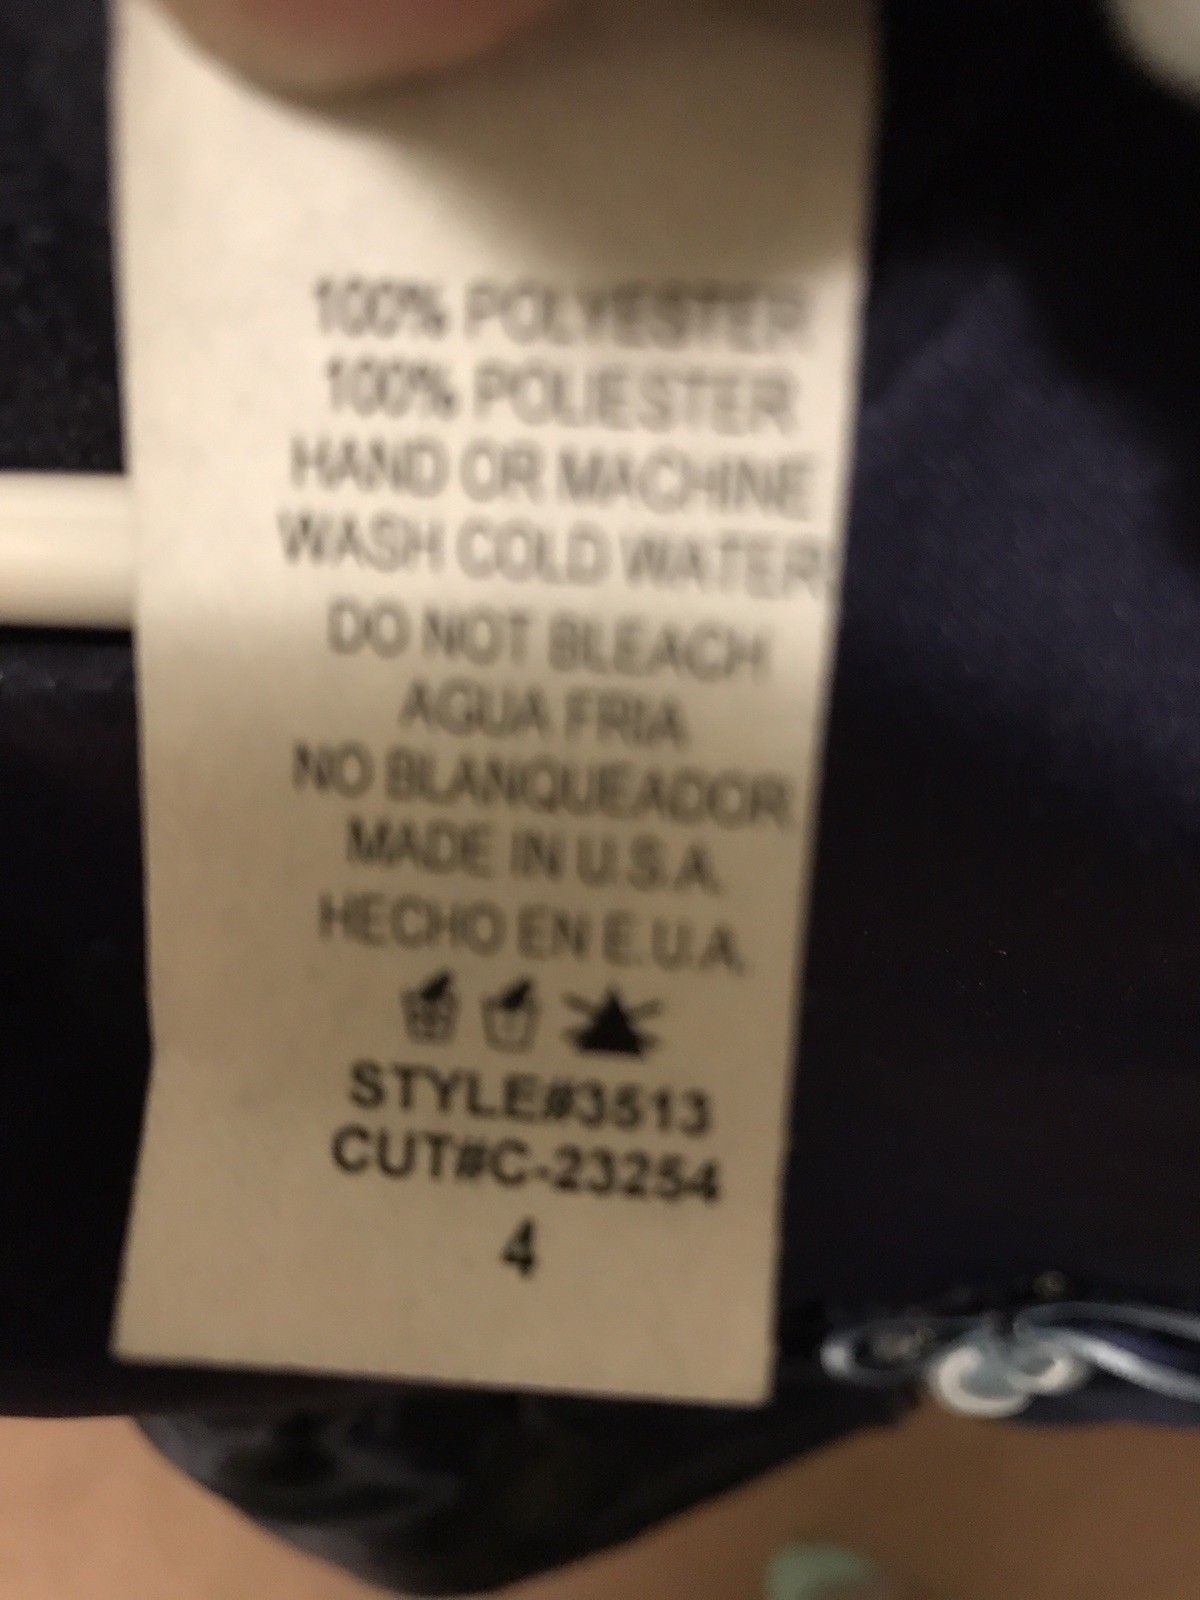 100% POLYESTER
100% POLIESTER
HAND OR MACHINE
WASH COLD WATER
DO NOT BLEACH
AGUA FRIA
NO BLANQUEADOR
MADE IN U.S.A.
HECHO EN E.U.A.
STYLE#3513
CUT#C-23254
4